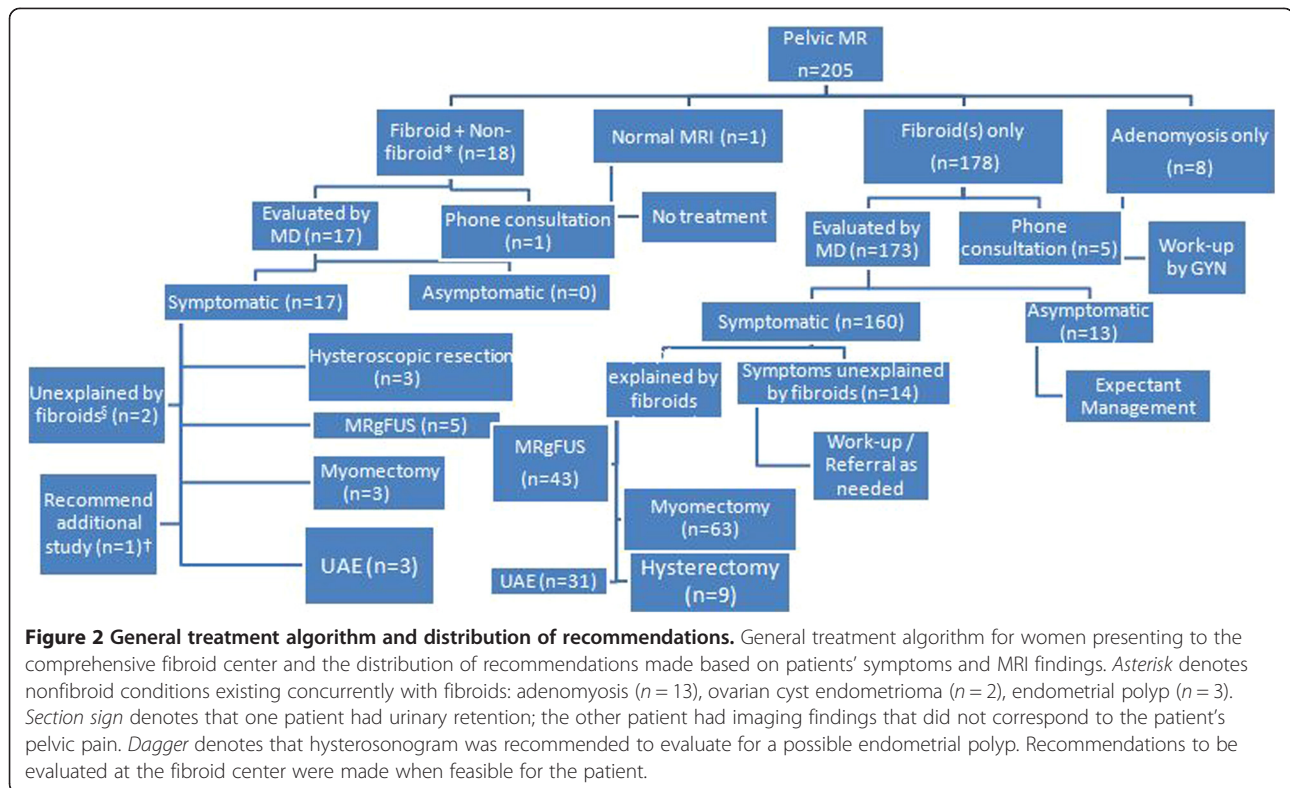 Pelvic MR
n=205
Fibroid + Non-
fibroid* (n=18)
Normal MRI (n=1)
Fibroid(s) only
(n=178)
Adenomyosis only
(n=8)
Evaluated by
MD (n=17)
Phone consultation
(n=1)
No treatment
Evaluated by
MD (n=173)
Phone
consultation (n=5)
Work-up
by GYN
Symptomatic (n=17)
Asymptomatic (n=0)
Symptomatic (n=160)
Asymptomatic
(n=13)
Hysteroscopic resection
(n=3)
Unexplained by
fibroids§ (n=2)
explained by
fibroids
Symptoms unexplained
by fibroids (n=14)
Expectant
Management
MRgFUS (n=5)
MRgFUS
(n=43)
Work-up /
Referral as
needed
Myomectomy
(n=3)
Recommend
additional
study (n=1)†
Myomectomy
(n=63)
UAE (n=3)
UAE (n=31)
Hysterectomy
(n=9)
Figure 2 General treatment algorithm and distribution of recommendations. General treatment algorithm for women presenting to the
comprehensive fibroid center and the distribution of recommendations made based on patients' symptoms and MRI findings. Asterisk denotes
nonfibroid conditions existing concurrently with fibroids: adenomyosis (n = 13), ovarian cyst endometrioma (n = 2), endometrial polyp (n = 3).
Section sign denotes that one patient had urinary retention; the other patient had imaging findings that did not correspond to the patient's
pelvic pain. Dagger denotes that hysterosonogram was recommended to evaluate for a possible endometrial polyp. Recommendations to be
evaluated at the fibroid center were made when feasible for the patient.